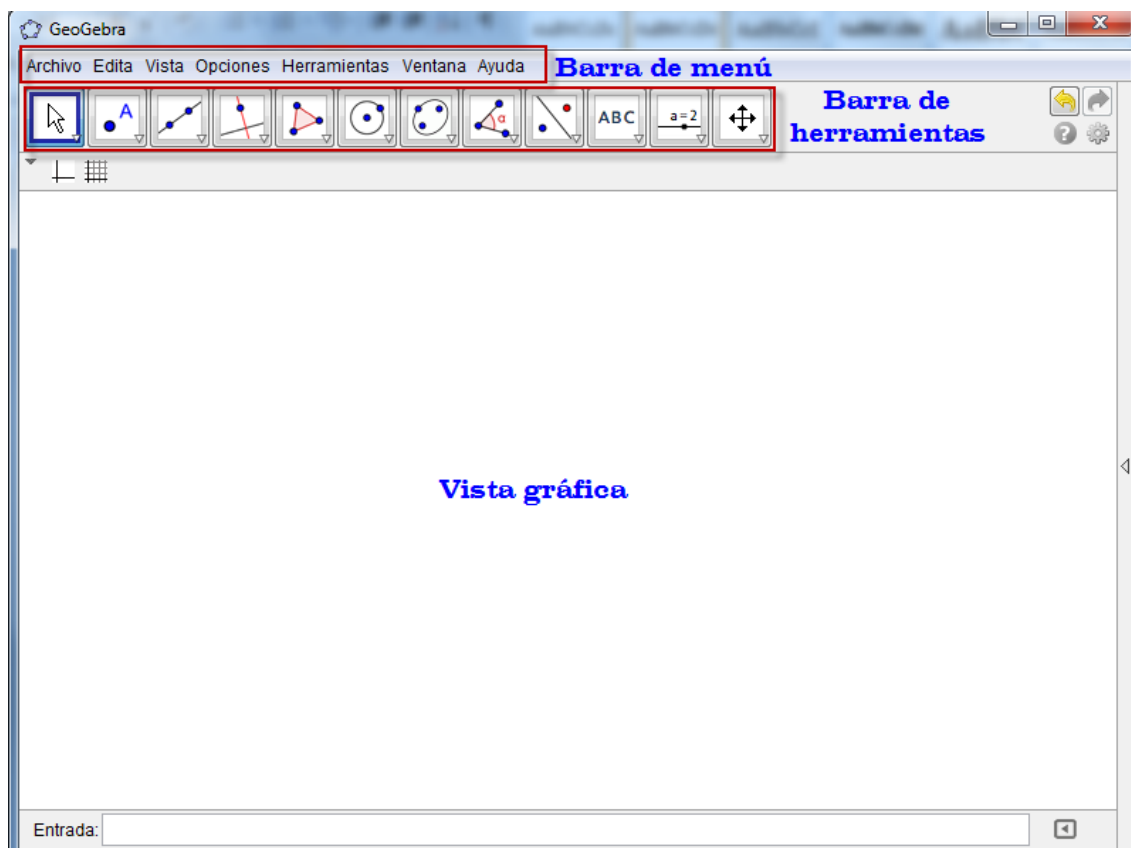 GeoGebra
Archivo Edita Vista Opciones Herramientas Ventana Ayuda
Barra de menú
A
α
ABC
a=2
Barra de
herramientas
Vista gráfica
Entrada: